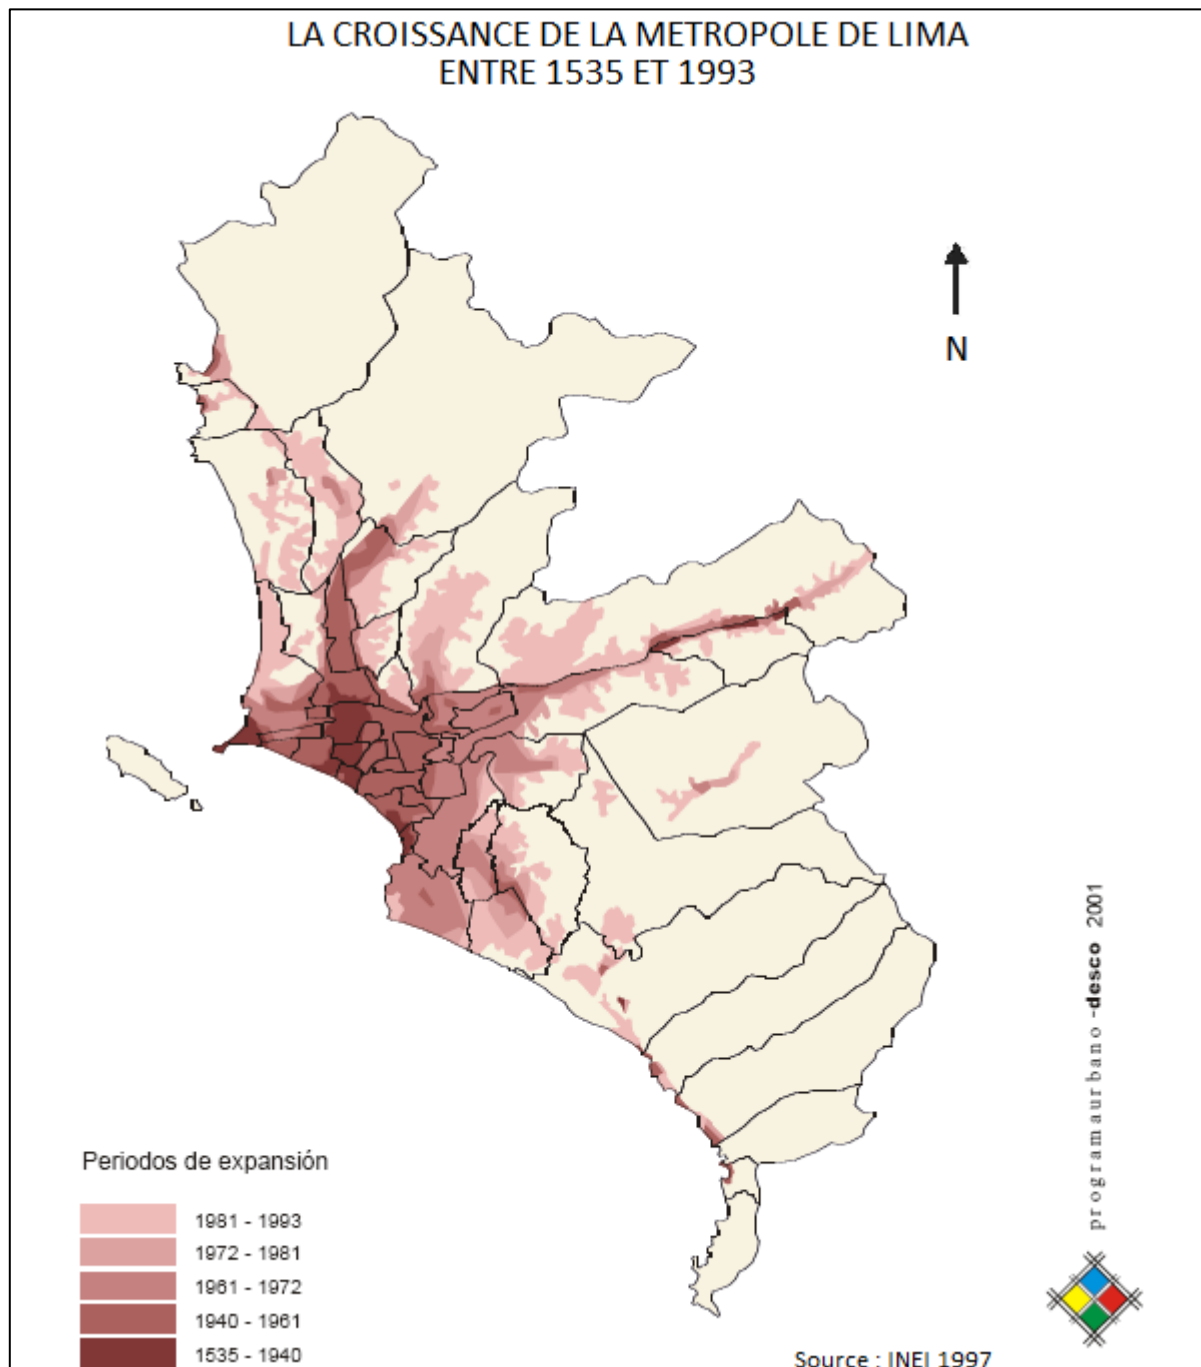 LA CROISSANCE DE LA METROPOLE DE LIMA
ENTRE 1535 ET 1993
N
programaurbano-desco 2001
Periodos de expansión
1981 - 1993
1972 - 1981
1961 - 1972
1940 - 1961
1535 - 1940
Source : INEI 1997